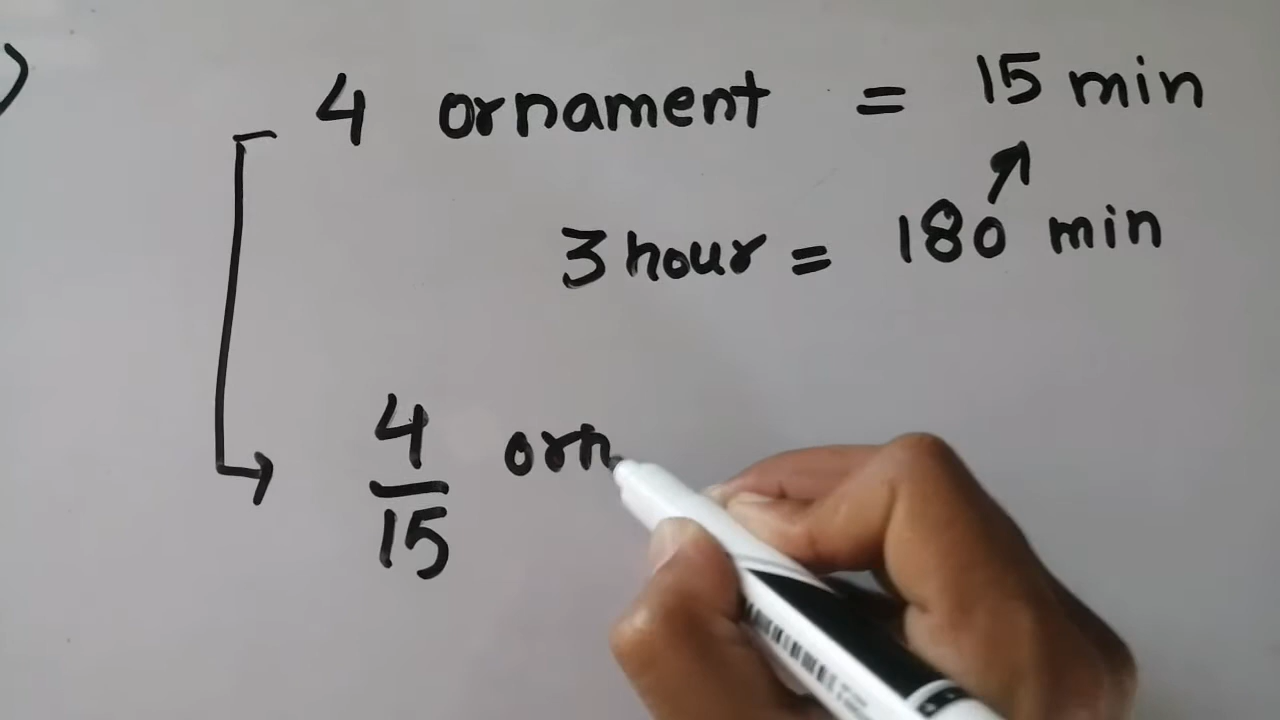 4 ornament = 15 min
3 hour = 180 min
4/15 orn